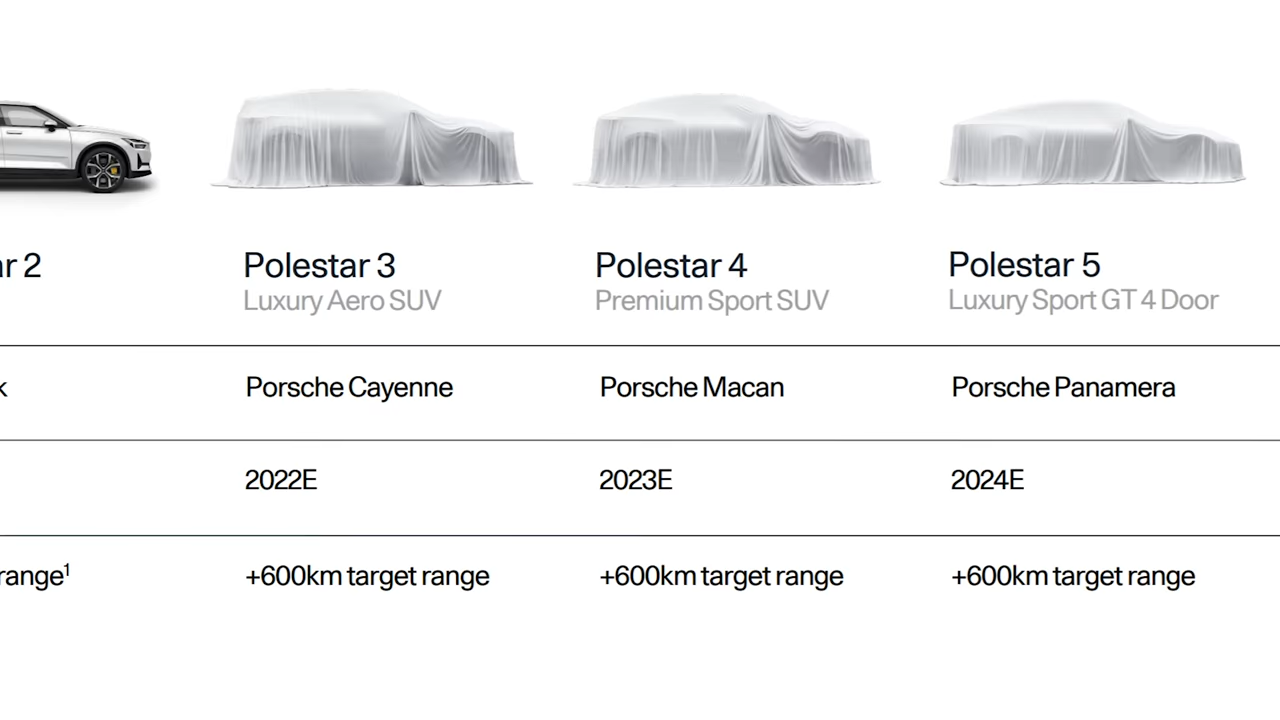 ar 2
Polestar 3
Luxury Aero SUV
Polestar 4
Premium Sport SUV
Polestar 5
Luxury Sport GT 4 Door
k
Porsche Cayenne
Porsche Macan
Porsche Panamera
2022E
2023E
2024E
range¹
+600km target range
+600km target range
+600km target range